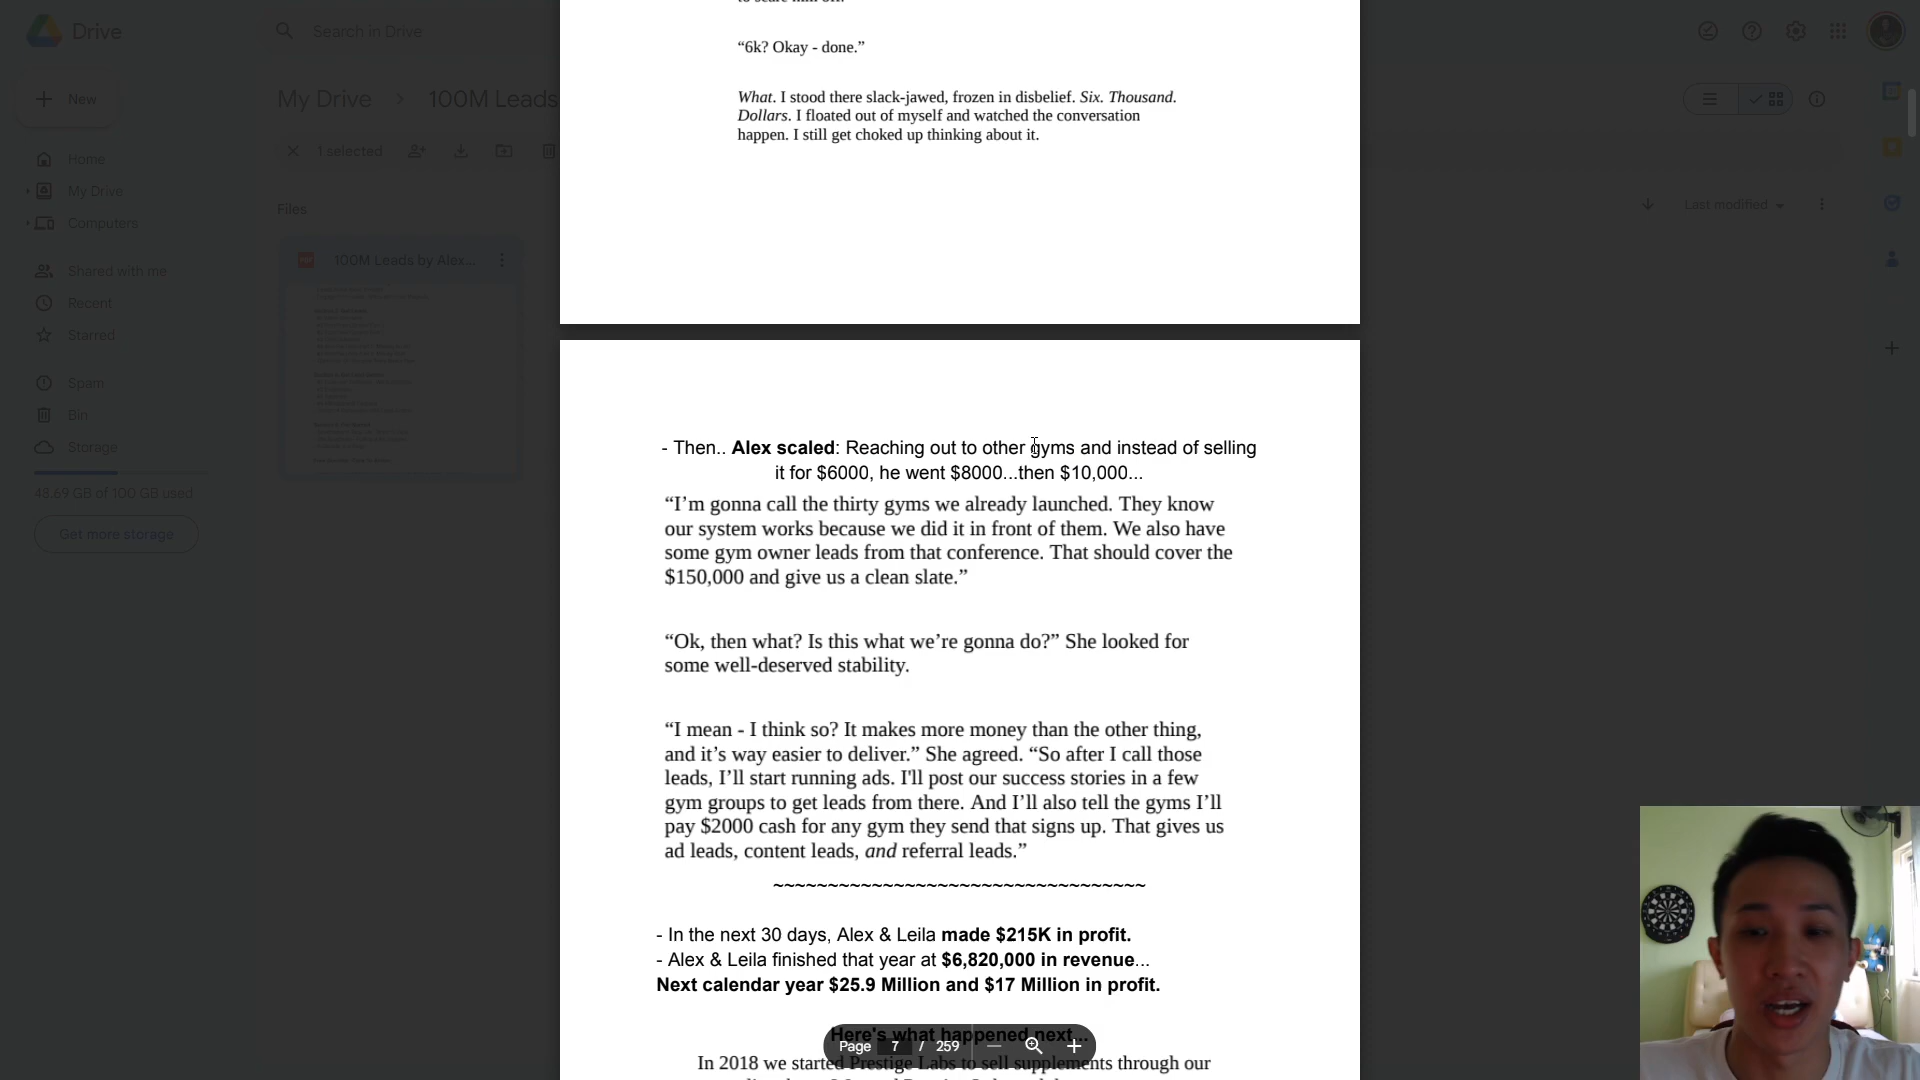 to scare him off.
Drive
Search in Drive
“6k? Okay - done.”
New
My Drive > 100M Leads
What. I stood there slack-jawed, frozen in disbelief. Six. Thousand.
Dollars. I floated out of myself and watched the conversation
happen. I still get choked up thinking about it.
1 selected
Home
My Drive
Computers
Files
Last modified
100M Leads by Alex...
Shared with me
Recent
Starred
Spam
Bin
Storage
48.69 GB of 100 GB used
Get more storage
- Then.. Alex scaled: Reaching out to other gyms and instead of selling
it for $6000, he went $8000...then $10,000...
“I’m gonna call the thirty gyms we already launched. They know
our system works because we did it in front of them. We also have
some gym owner leads from that conference. That should cover the
$150,000 and give us a clean slate.”
“Ok, then what? Is this what we’re gonna do?” She looked for
some well-deserved stability.
“I mean - I think so? It makes more money than the other thing,
and it’s way easier to deliver.” She agreed. “So after I call those
leads, I’ll start running ads. I'll post our success stories in a few
gym groups to get leads from there. And I’ll also tell the gyms I’ll
pay $2000 cash for any gym they send that signs up. That gives us
ad leads, content leads, and referral leads.”
~~~~~~~~~~~~~~~~~~~~~~~~~~~~~~~~~~
- In the next 30 days, Alex & Leila made $215K in profit.
- Alex & Leila finished that year at $6,820,000 in revenue...
Next calendar year $25.9 Million and $17 Million in profit.
Here's what happened next...
Page 7 / 259
In 2018 we started Prestige Labs to sell supplements through our